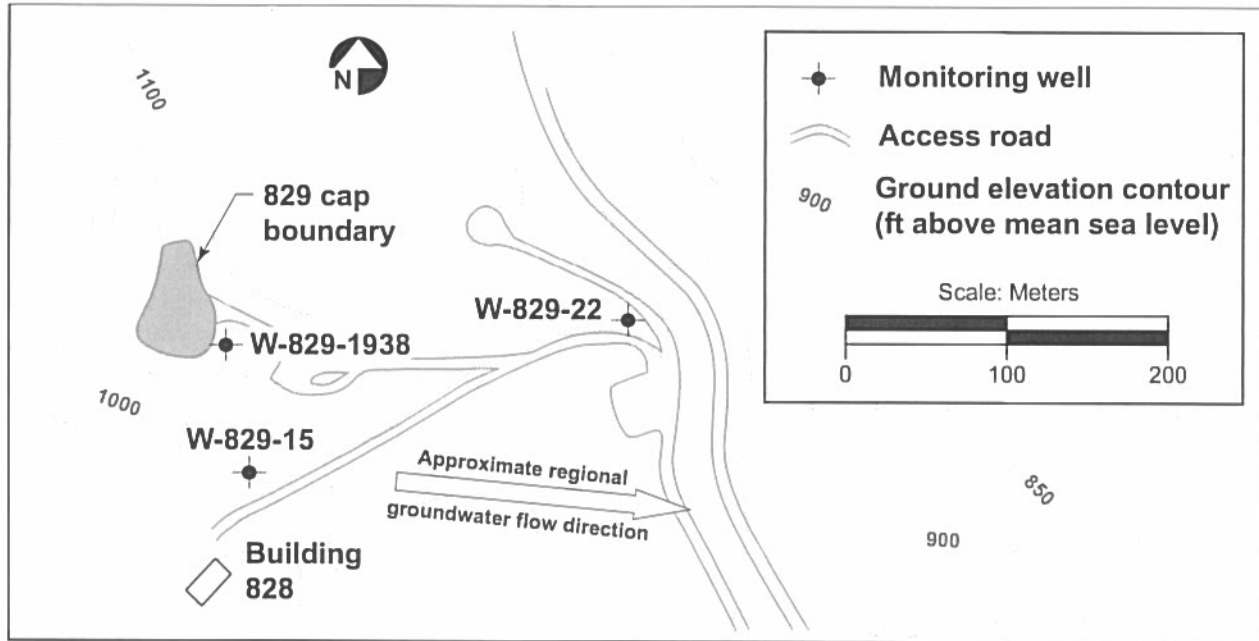 1100
N
829 cap
boundary
W-829-22
W-829-1938
1000
W-829-15
Approximate regional
groundwater flow direction
Building
828
850
900
Monitoring well
Access road
900
Ground elevation contour
(ft above mean sea level)
Scale: Meters
0 100 200